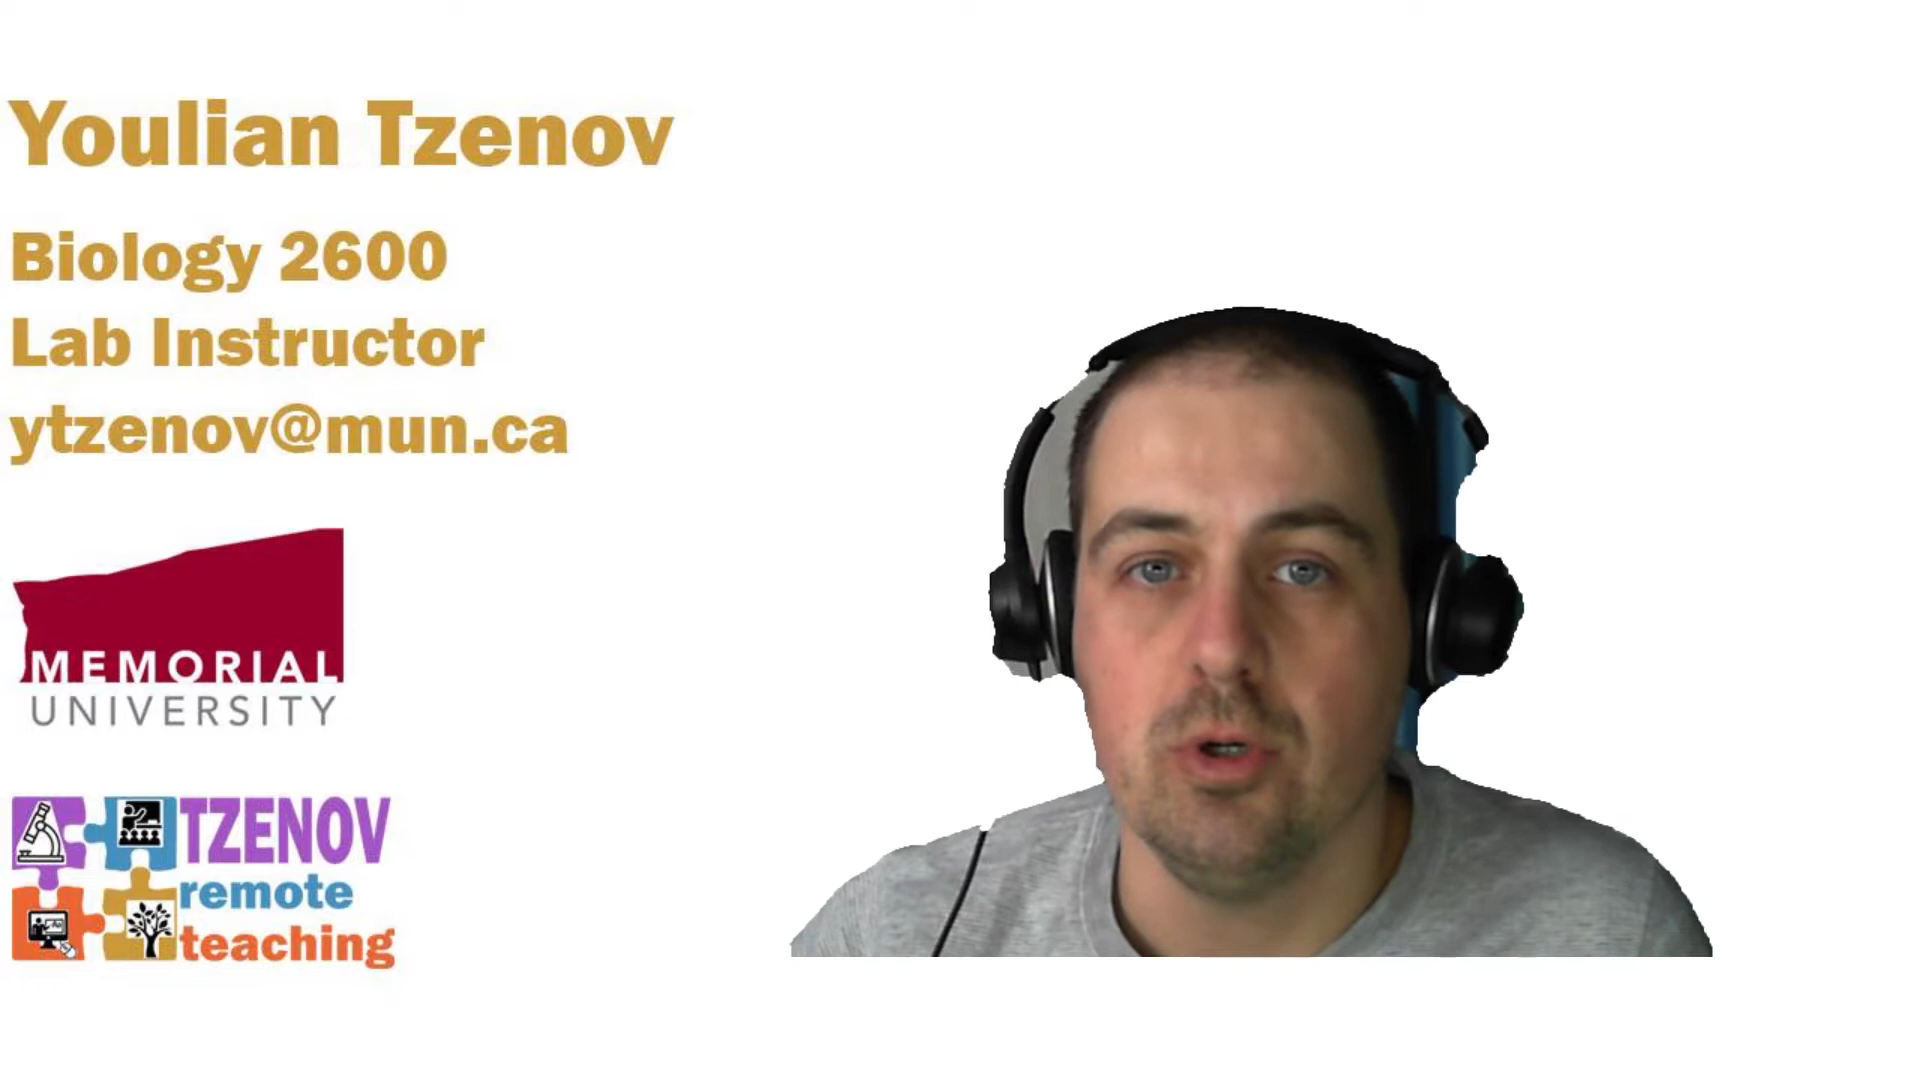 Youlian Tzenov
Biology 2600
Lab Instructor
ytzenov@mun.ca
MEMORIAL
UNIVERSITY
TZENOV
remote
teaching